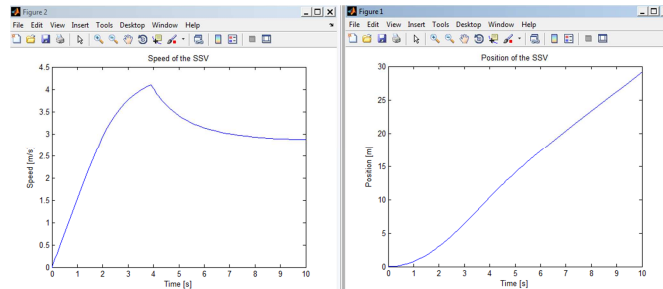 Figure 2
File Edit View Insert Tools Desktop Window Help
Speed of the SSV
4.5
4
3.5
3
2.5
2
1.5
1
0.5
0
Speed [m/s
0 1 2 3 4 5 6 7 8 9 10
Time [s]
Figure 1
File Edit View Insert Tools Desktop Window Help
Position of the SSV
30
25
20
15
10
5
0
Position [m|
0 1 2 3 4 5 6 7 8 9 10
Time [s]